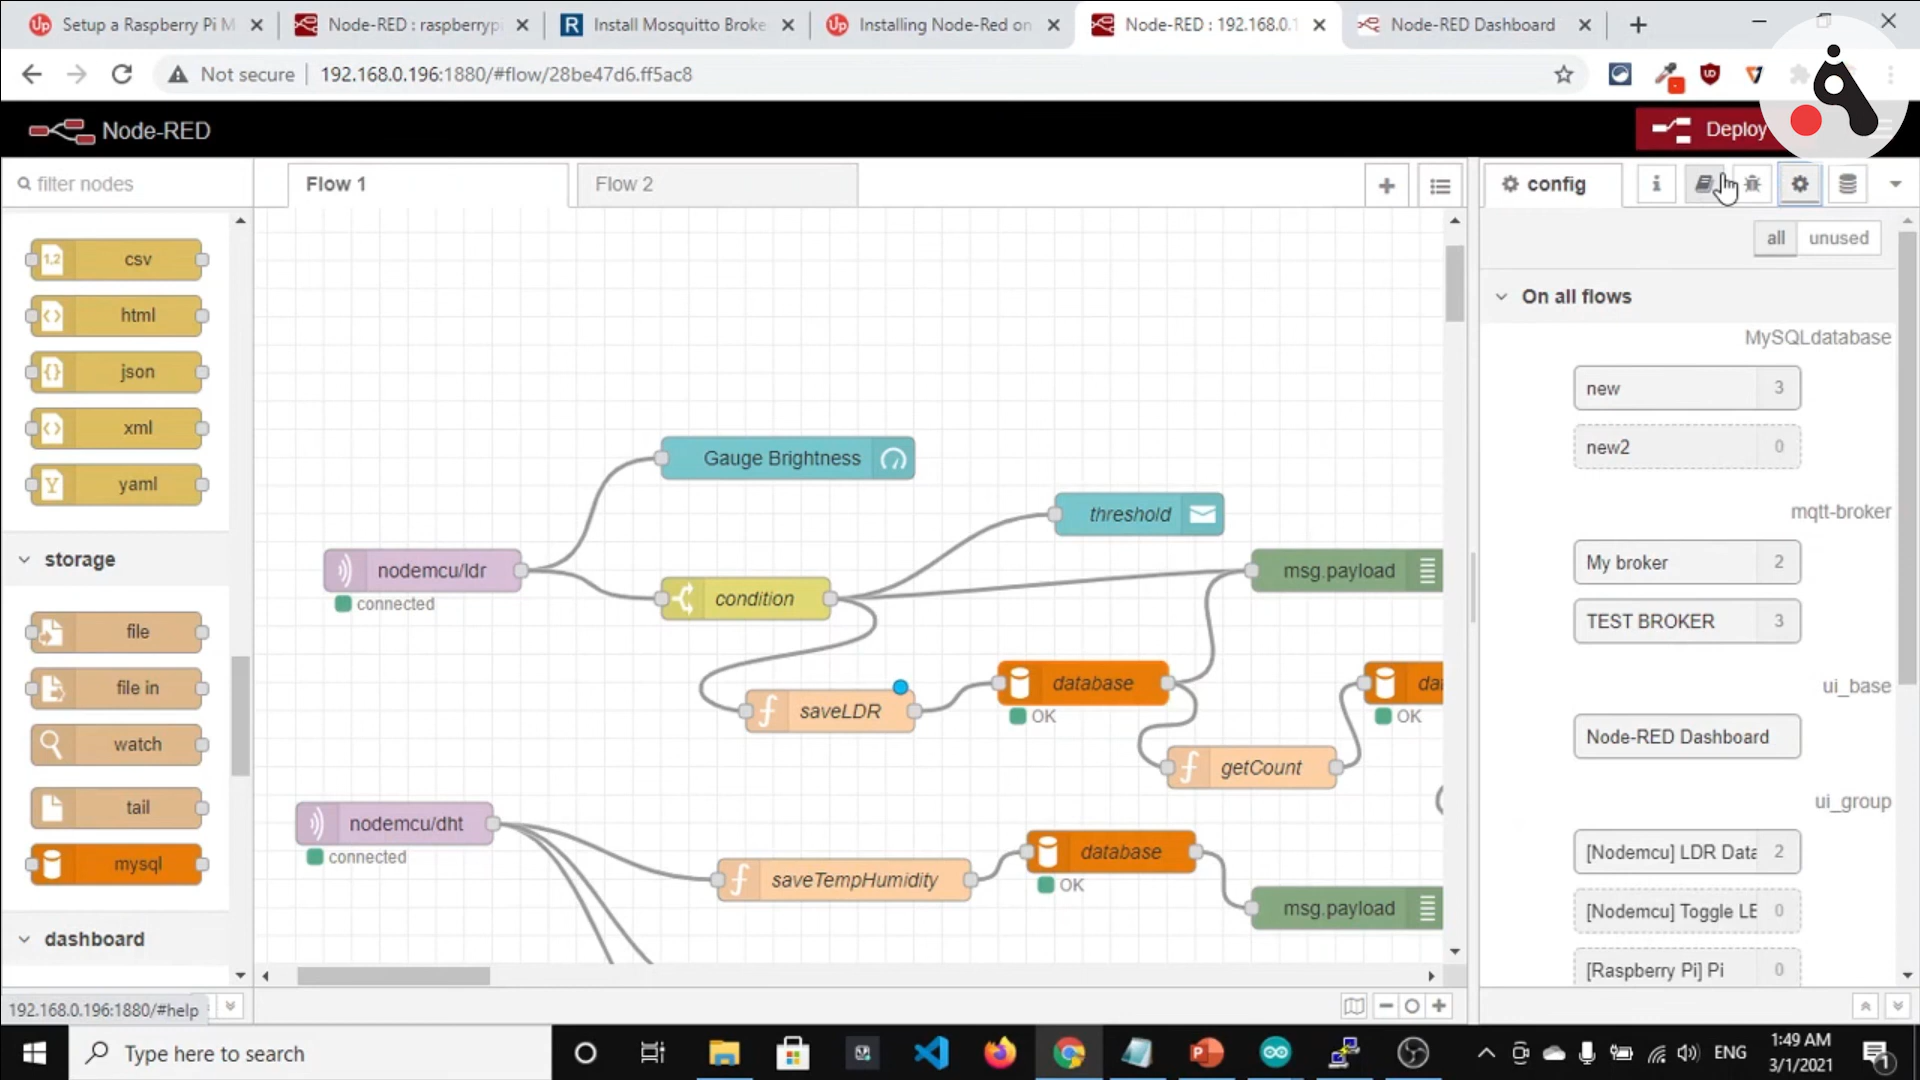 Setup a Raspberry Pi M
Node-RED : raspberryp
Install Mosquitto Broke
Installing Node-Red on
Node-RED : 192.168.0.1
Node-RED Dashboard
Not secure
192.168.0.196:1880/#flow/28be47d6.ff5ac8
Node-RED
Deploy
filter nodes
Flow 1
Flow 2
config
all
unused
csv
html
json
xml
yaml
storage
file
file in
watch
tail
mysql
dashboard
Gauge Brightness
threshold
nodemcu/ldr
connected
condition
msg.payload
saveLDR
database
OK
dat
OK
getCount
nodemcu/dht
connected
saveTempHumidity
database
OK
msg.payload
On all flows
MySQLdatabase
new 3
new2 0
mqtt-broker
My broker 2
TEST BROKER 3
ui_base
Node-RED Dashboard
ui_group
[Nodemcu] LDR Data 2
[Nodemcu] Toggle LE 0
[Raspberry Pi] Pi 0
192.168.0.196:1880/#help
Type here to search
ENG
1:49 AM
3/1/2021
1